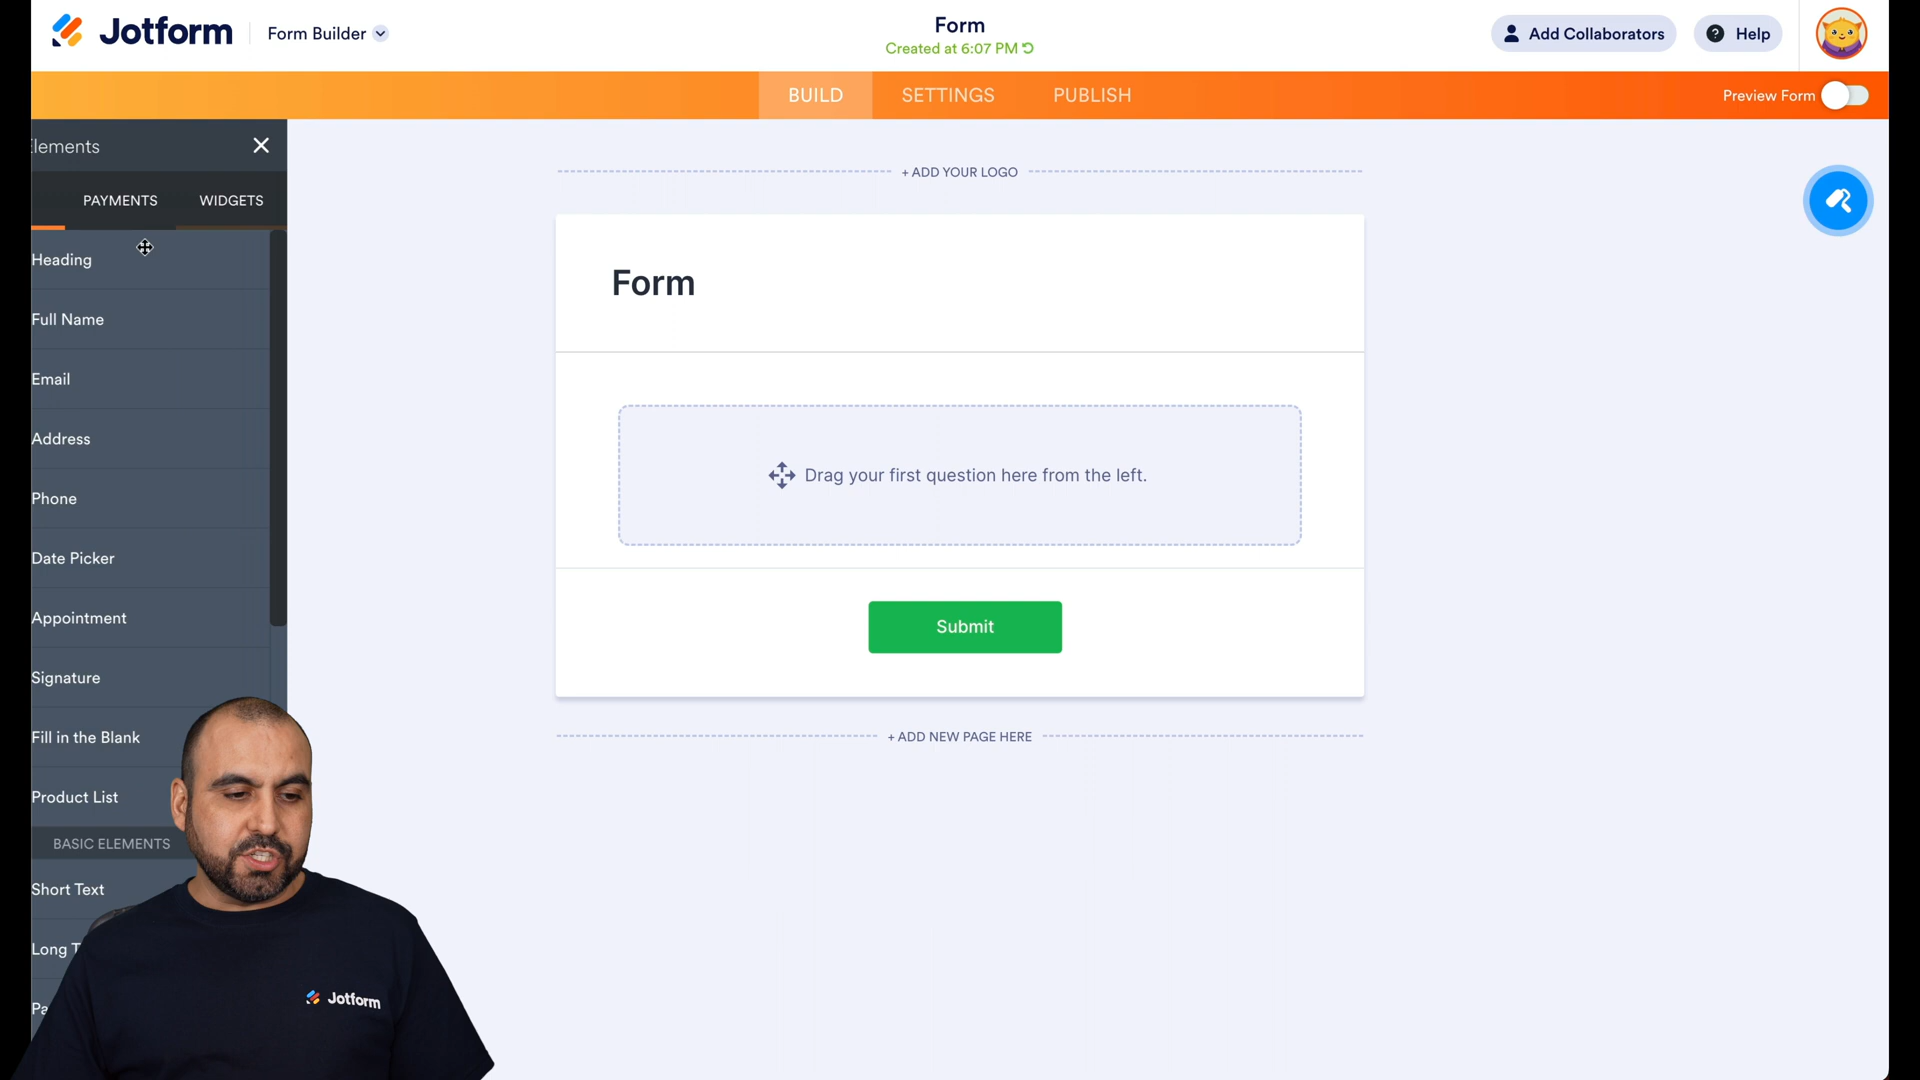 Jotform
Form Builder
Form
Created at 6:07 PM
Add Collaborators
Help
BUILD
SETTINGS
PUBLISH
Preview Form
lements
PAYMENTS
WIDGETS
Heading
Full Name
Email
Address
Phone
Date Picker
Appointment
Signature
Fill in the Blank
Product List
BASIC ELEMENTS
Short Text
Long T
Pa
+ ADD YOUR LOGO
Form
Drag your first question here from the left.
Submit
+ ADD NEW PAGE HERE
Jotform